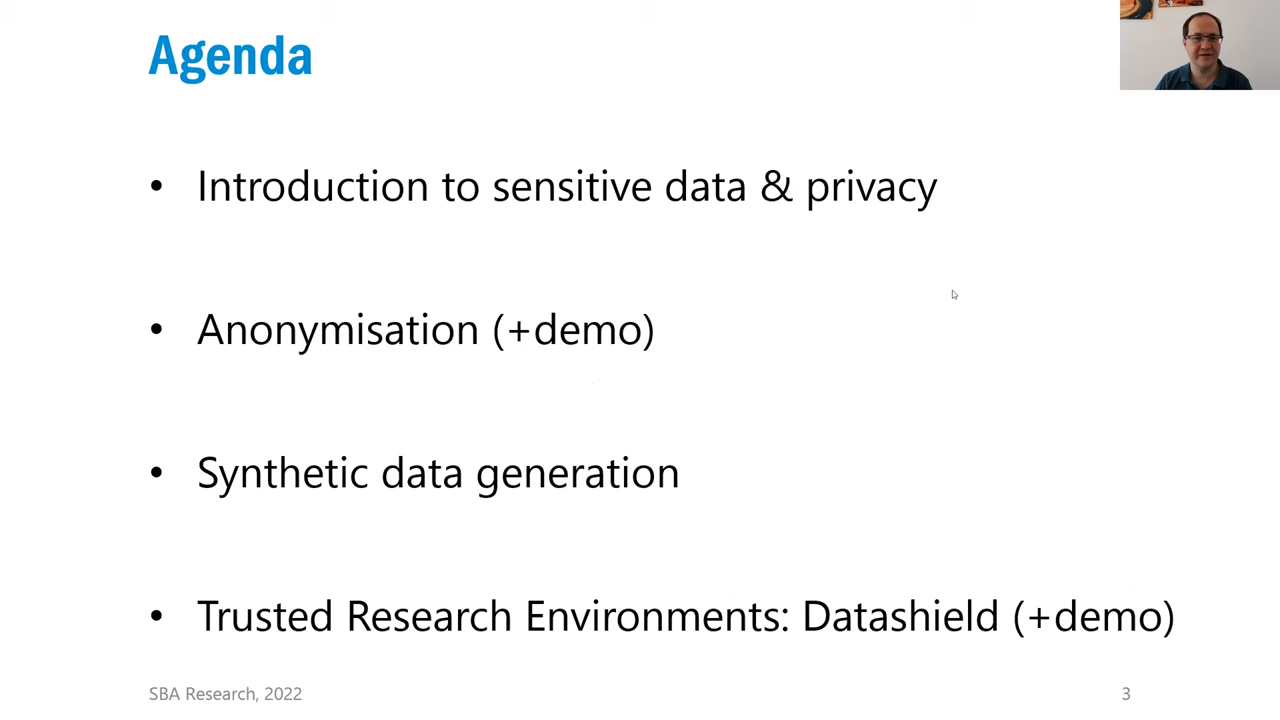 Agenda
• Introduction to sensitive data & privacy
• Anonymisation (+demo)
• Synthetic data generation
• Trusted Research Environments: Datashield (+demo)
SBA Research, 2022
3